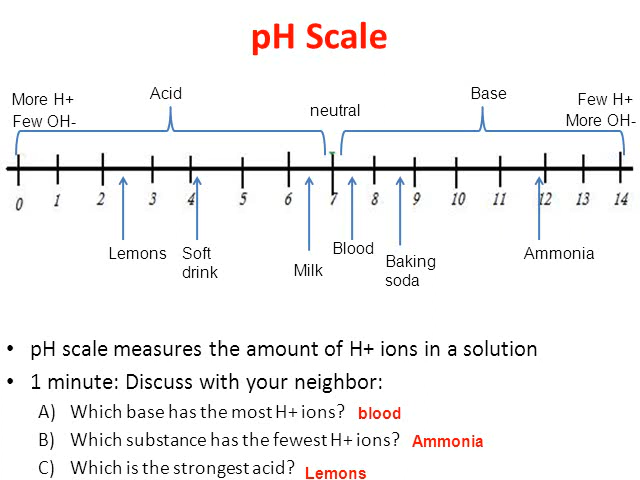 pH Scale
More H+
Few OH-
Acid
neutral
Base
Few H+
More OH-
0 1 2 3 4 5 6 7 8 9 10 11 12 13 14
Lemons
Soft
drink
Milk
Blood
Baking
soda
Ammonia
• pH scale measures the amount of H+ ions in a solution
• 1 minute: Discuss with your neighbor:
A) Which base has the most H+ ions? blood
B) Which substance has the fewest H+ ions? Ammonia
C) Which is the strongest acid? Lemons